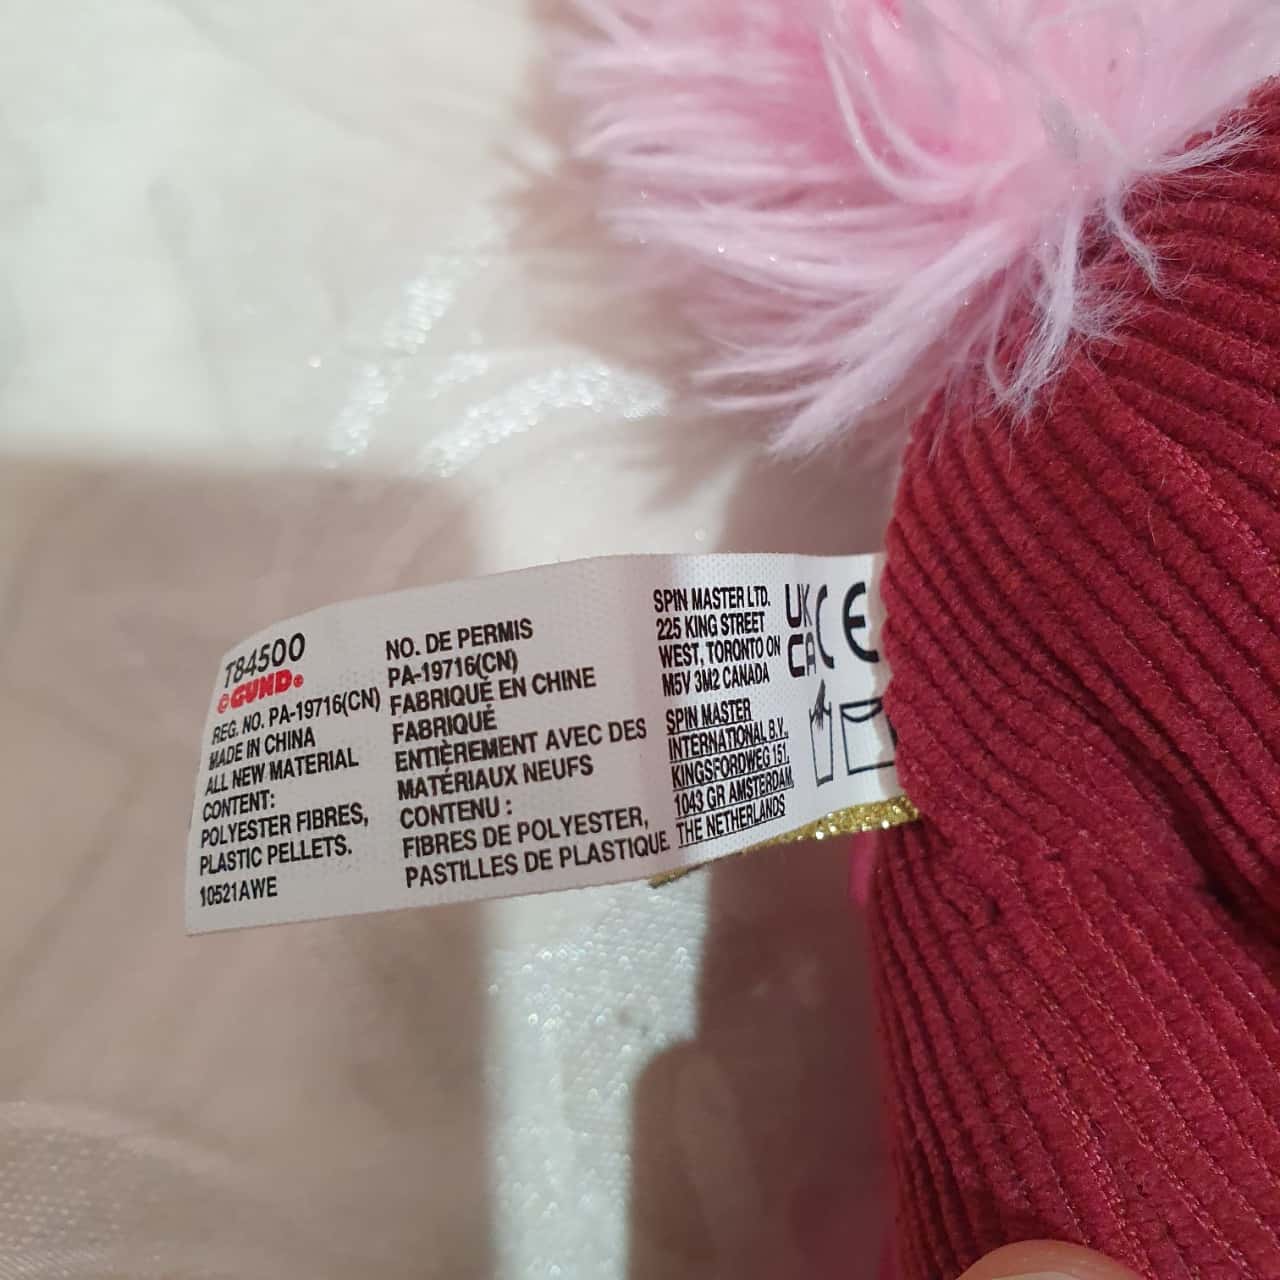 T84500
©GUND®
REG. NO. PA-19716(CN)
MADE IN CHINA
ALL NEW MATERIAL
CONTENT:
POLYESTER FIBRES,
PLASTIC PELLETS.
10521AWE
NO. DE PERMIS
PA-19716(CN)
FABRIQUÉ EN CHINE
FABRIQUÉ
ENTIÈREMENT AVEC DES
MATÉRIAUX NEUFS
CONTENU :
FIBRES DE POLYESTER,
PASTILLES DE PLASTIQUE
SPIN MASTER LTD.
225 KING STREET
WEST, TORONTO ON
M5V 3M2 CANADA
SPIN MASTER
INTERNATIONAL B.V.,
KINGSFORDWEG 151,
1043 GR AMSTERDAM,
THE NETHERLANDS
UK
CA
CE